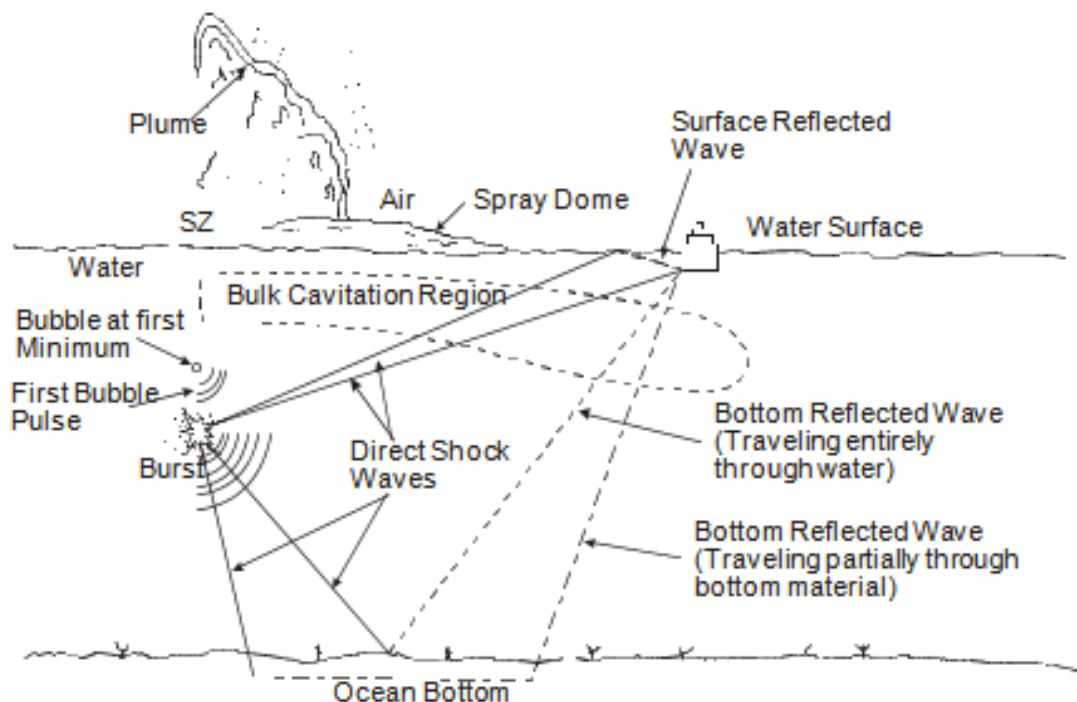 Plume
Surface Reflected
Wave
Air
Spray Dome
SZ
Water Surface
Water
Bulk Cavitation Region
Bubble at first
Minimum
First Bubble
Pulse
Burst
Direct Shock
Waves
Bottom Reflected Wave
(Traveling entirely
through water)
Bottom Reflected Wave
(Traveling partially through
bottom material)
Ocean Bottom